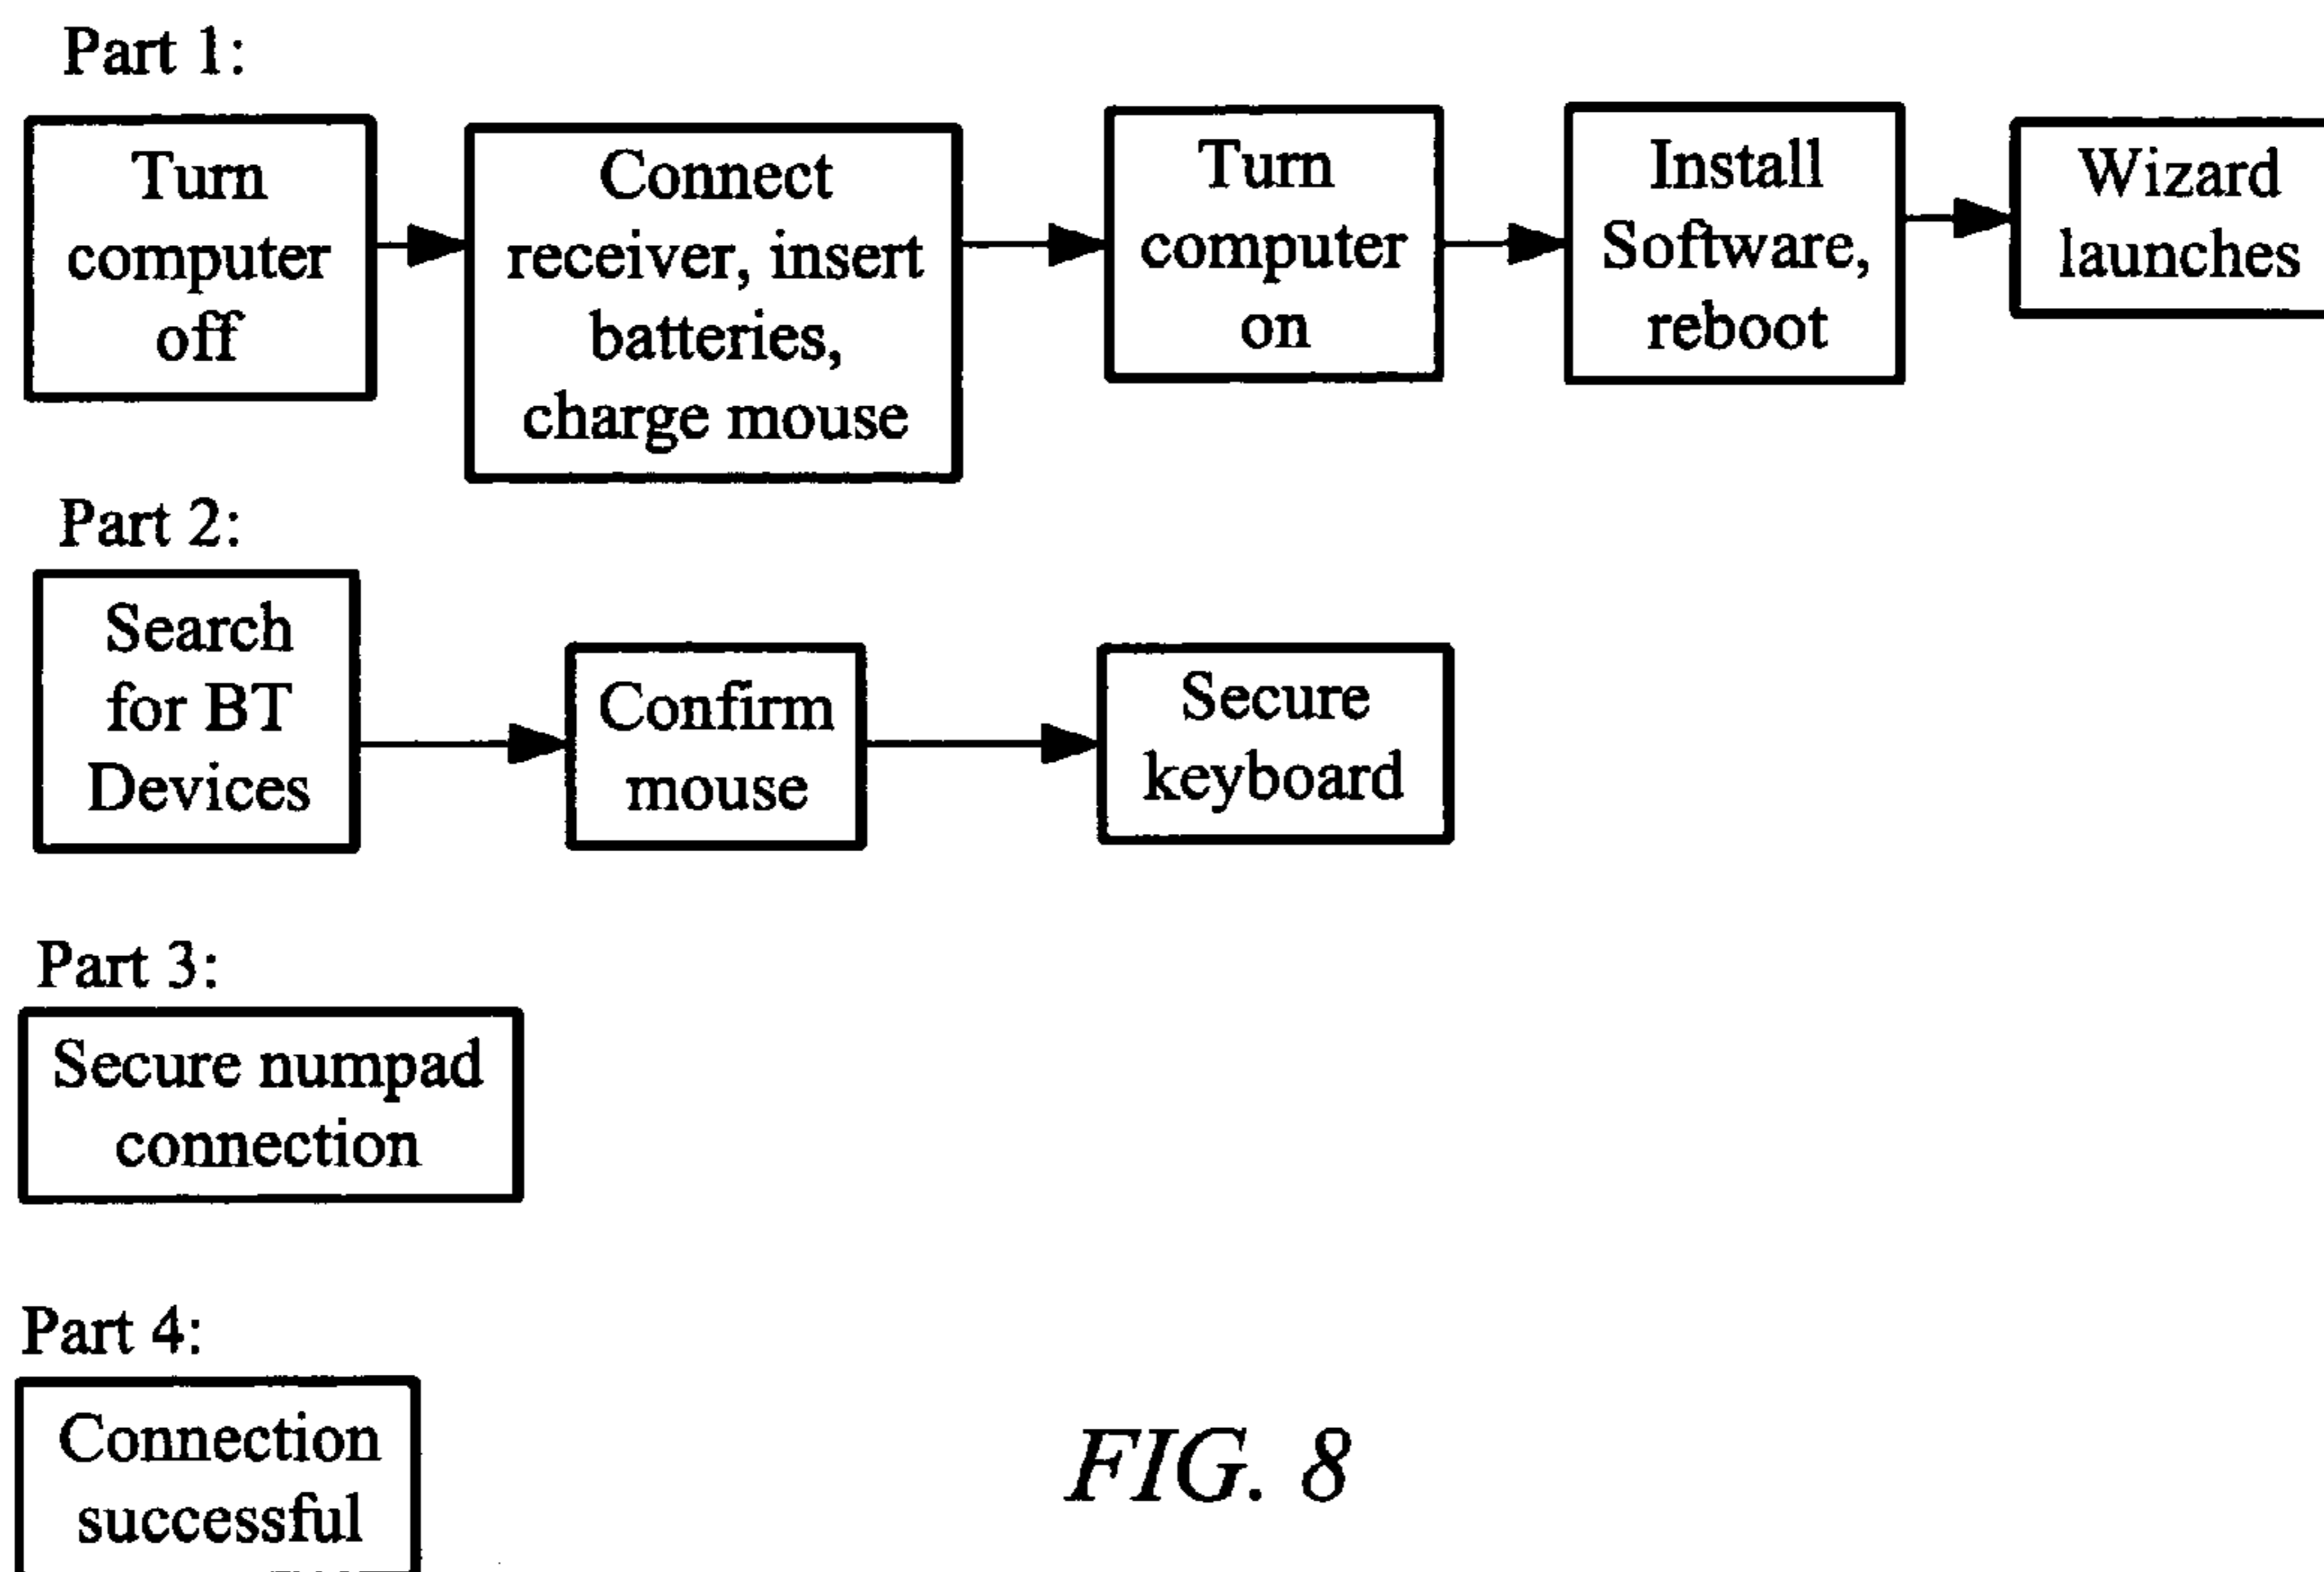 Part 1:
Turn
computer
off
Connect
receiver, insert
batteries,
charge mouse
Turn
computer
on
Install
Software,
reboot
Wizard
launches
Part 2:
Search
for BT
Devices
Confirm
mouse
Secure
keyboard
Part 3:
Secure numpad
connection
Part 4:
Connection
successful
FIG. 8